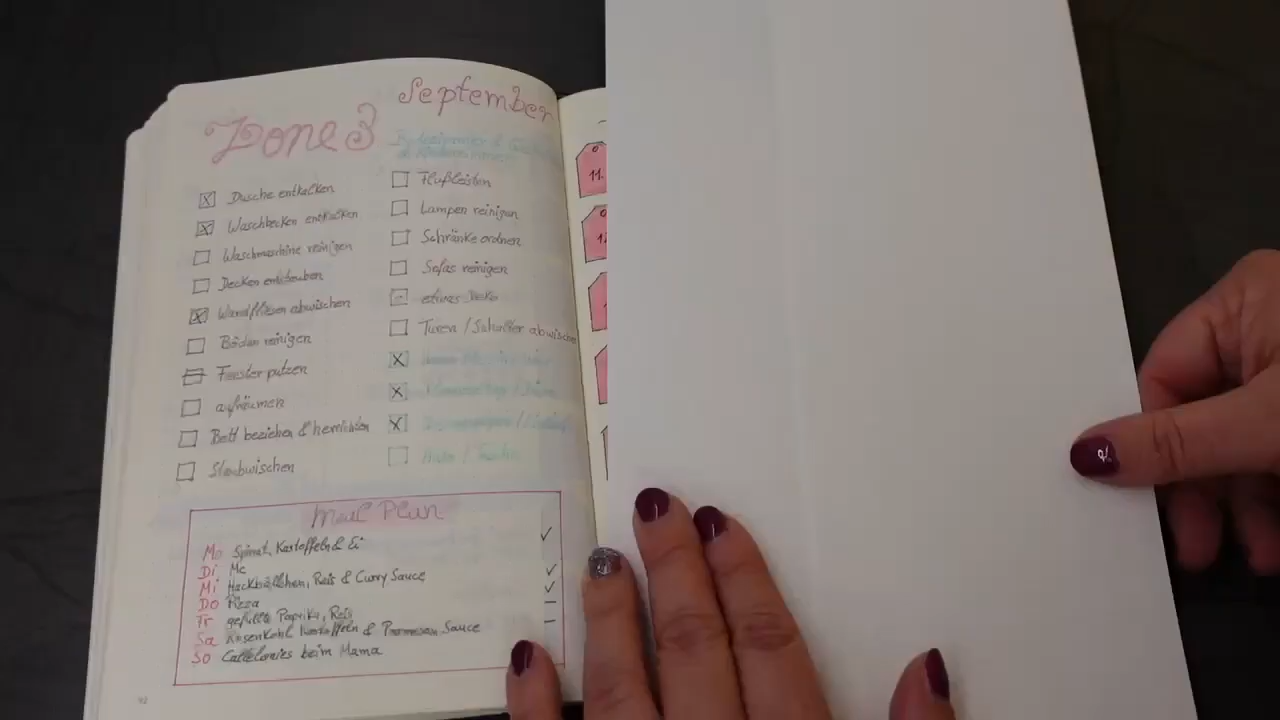 September
Zone 3
Dusche entkalken
Waschbecken entkalken
Waschmaschine reinigen
Decken entstauben
Wandfliesen abwischen
Böden reinigen
Fenster putzen
aufräumen
Bett beziehen & herrichten
Staubwischen
Fußleisten
Lampen reinigen
Schränke ordnen
Sofas reinigen
etwas Deko
Türen / Schalter abwischen
11.
Meal Plan
Mo Spinat, Kartoffeln & Ei
Di Mc
Mi Hackbällchen, Reis & Curry Sauce
Do Pizza
Fr gefüllte Paprika, Reis
Sa Rosenkohl Kartoffeln & Parmesan Sauce
So beim Mama